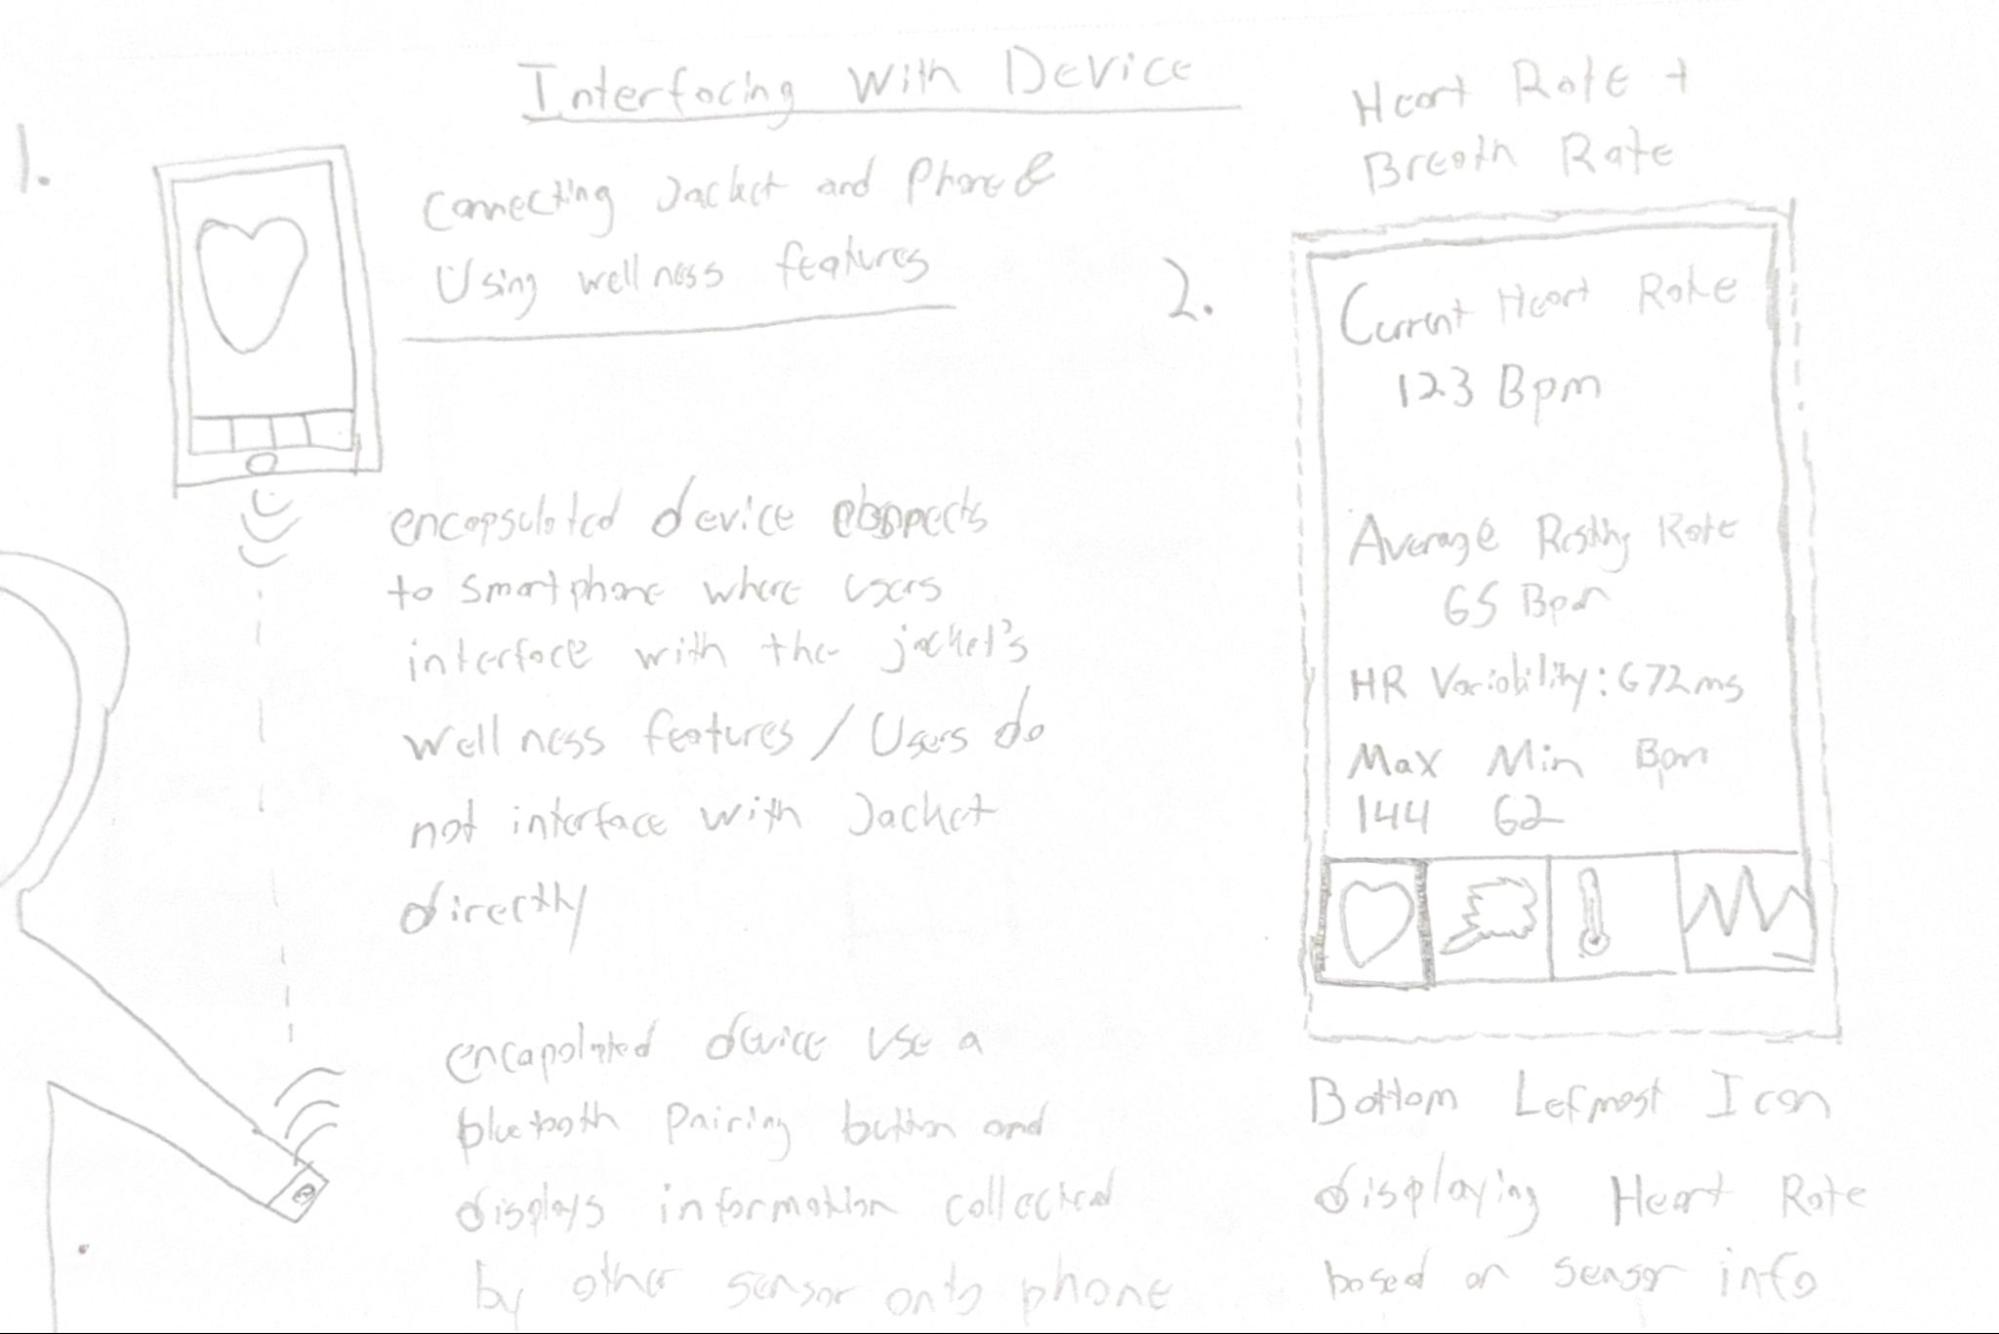 Interfacing With Device
1.
Connecting Jacket and Phone &
Using wellness features
encapsulated device connects
to smartphone where users
interface with the jacket's
wellness features / Users do
not interface with Jacket
directly
device use a
bluetooth pairing button and
displays information collected
by other sensor onto phone
Heart Rate +
Breath Rate
2.
Current Heart Rate
123 Bpm
Average Resting Rate
65 Bpm
HR Variability: 672ms
Max Min Bpm
144 62
Bottom Lefmost Icon
displaying Heart Rate
based on sensor info